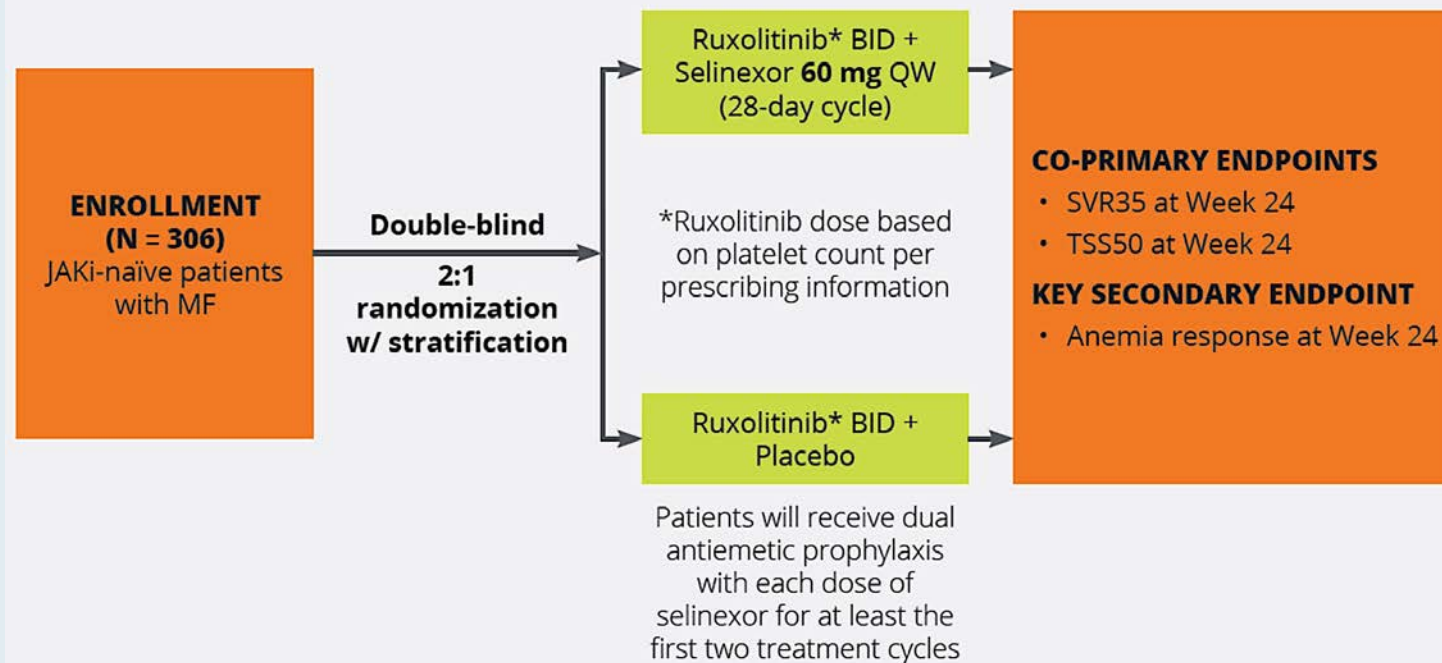 ENROLLMENT
(N = 306)
JAKi-naïve patients
with MF
Double-blind
2:1
randomization
w/ stratification
Ruxolitinib* BID +
Selinexor 60 mg QW
(28-day cycle)
*Ruxolitinib dose based
on platelet count per
prescribing information
Ruxolitinib* BID +
Placebo
Patients will receive dual
antiemetic prophylaxis
with each dose of
selinexor for at least the
first two treatment cycles
CO-PRIMARY ENDPOINTS
• SVR35 at Week 24
• TSS50 at Week 24
KEY SECONDARY ENDPOINT
• Anemia response at Week 24